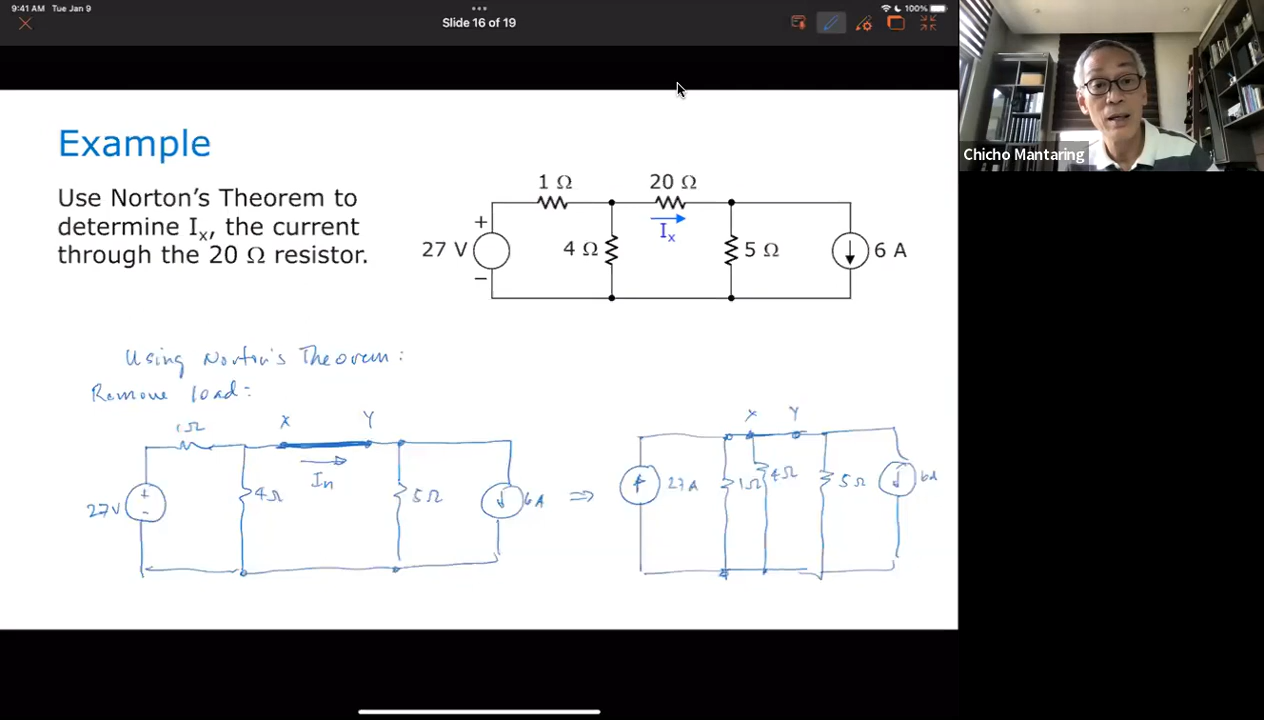 9:41 AM Tue Jan 9
100%
Slide 16 of 19
Chicho Mantaring
Example
Use Norton's Theorem to
determine Ix, the current
through the 20 Ω resistor.
1 Ω
20 Ω
+
27 V
−
4 Ω
Ix
5 Ω
6 A
Using Norton's Theorem:
Remove load:
1Ω
X
Y
+
27V
-
4Ω
In
5Ω
6A
⇒
X
Y
27A
1Ω
4Ω
5Ω
6A